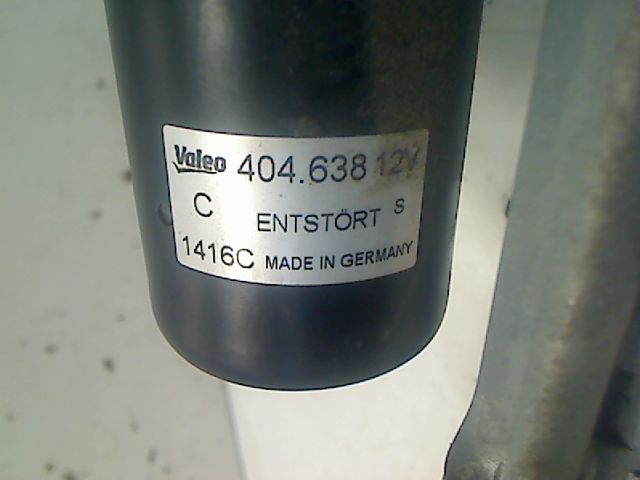 Valeo 404.638 12V
C ENTSTÖRT S
1416C MADE IN GERMANY